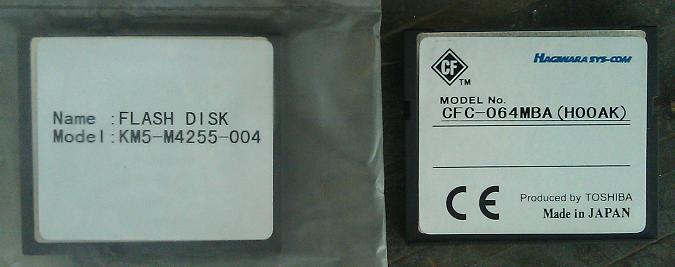 Name :FLASH DISK
Model:KM5-M4255-004
CF
TM
HAGIWARA SYS-COM
MODEL No.
CFC-064MBA(H00AK)
CE
Produced by TOSHIBA
Made in JAPAN